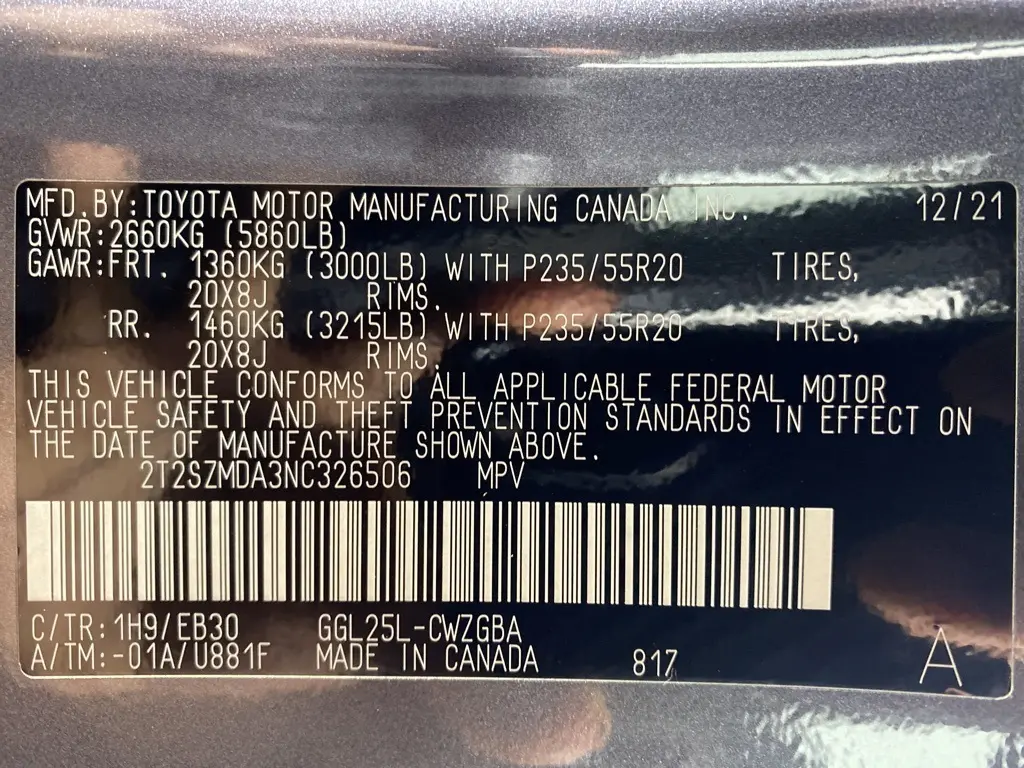 MFD.BY:TOYOTA MOTOR MANUFACTURING CANADA INC. 12/21
GVWR:2660KG (5860LB)
GAWR:FRT. 1360KG (3000LB) WITH P235/55R20 TIRES,
20X8J RIMS.
RR. 1460KG (3215LB) WITH P235/55R20 TIRES,
20X8J RIMS.
THIS VEHICLE CONFORMS TO ALL APPLICABLE FEDERAL MOTOR
VEHICLE SAFETY AND THEFT PREVENTION STANDARDS IN EFFECT ON
THE DATE OF MANUFACTURE SHOWN ABOVE.
2T2SZMDA3NC326506 MPV
C/TR:1H9/EB30 GGL25L-CWZGBA
A/TM:-01A/U881F MADE IN CANADA 817 A